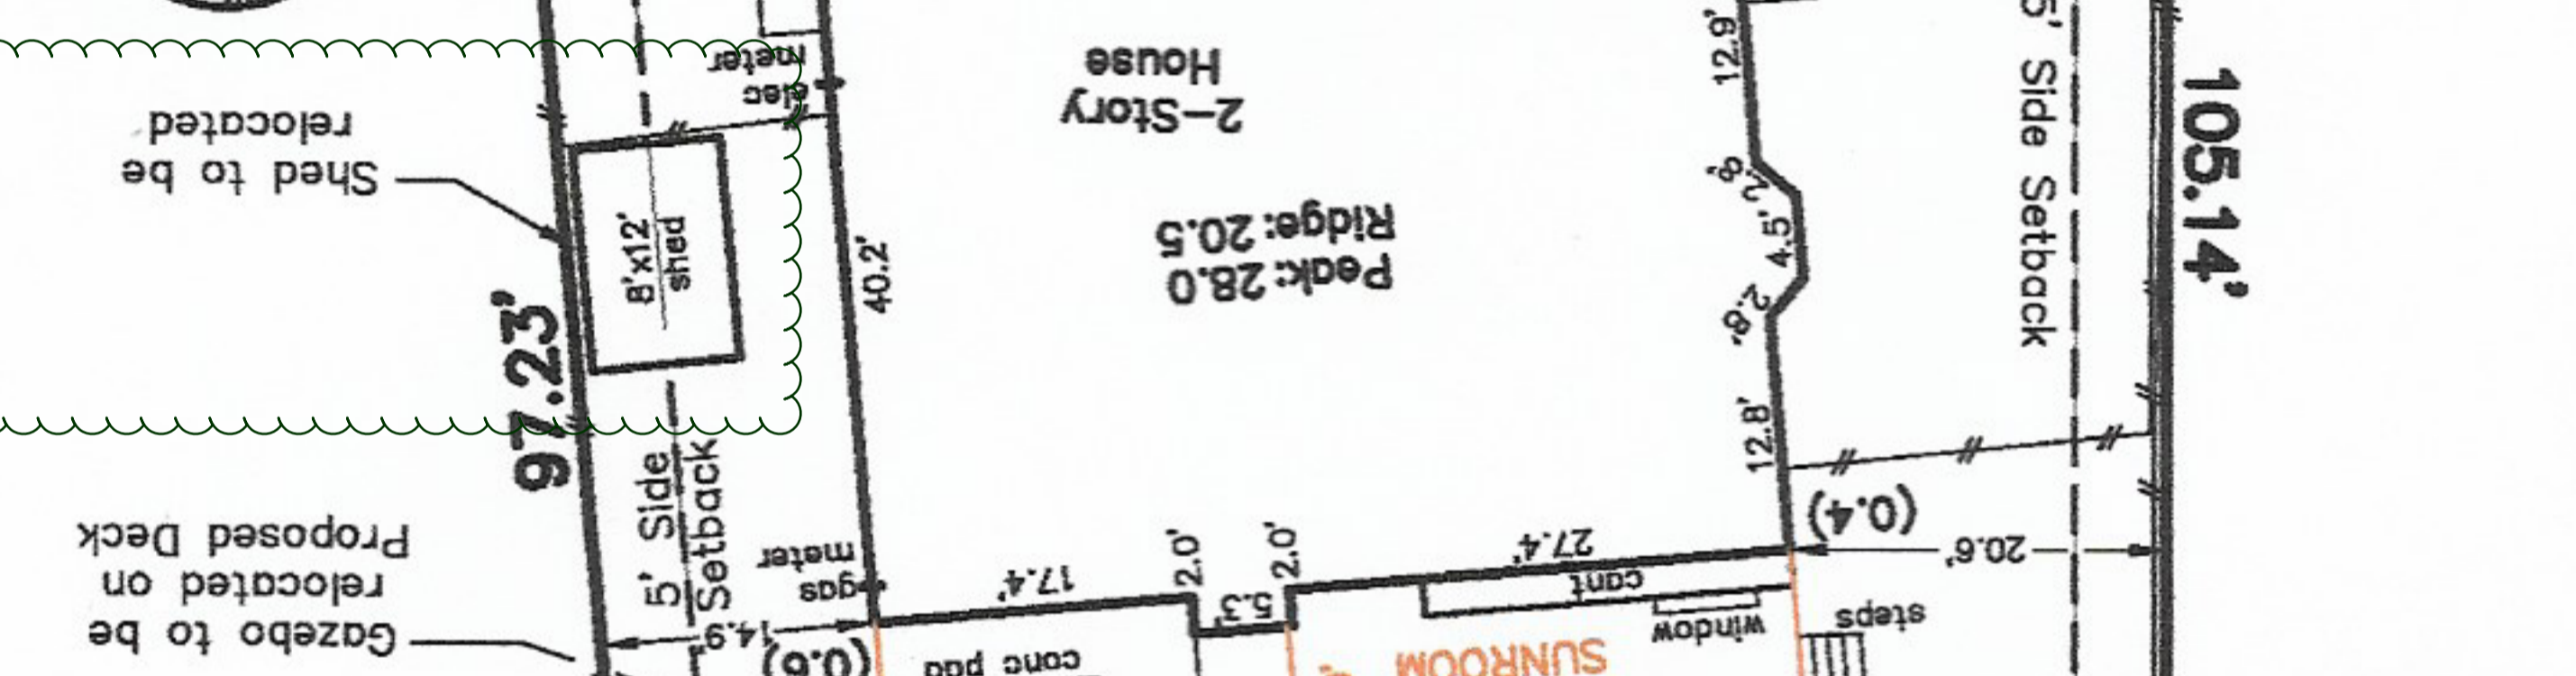 elec
meter
Shed to be
relocated
8'x12'
shed
97.23'
5' Side
Setback
Gazebo to be
relocated on
Proposed Deck
gas
meter
14.9'
(0.6)
40.2'
2-Story
House
Peak: 28.0
Ridge: 20.5
17.4'
2.0'
5.3'
2.0'
27.4'
cant
window
conc pad
SUNROOM
steps
12.9'
2.8'
4.5'
2.8'
12.8'
(0.4)
20.6'
5' Side Setback
105.14'